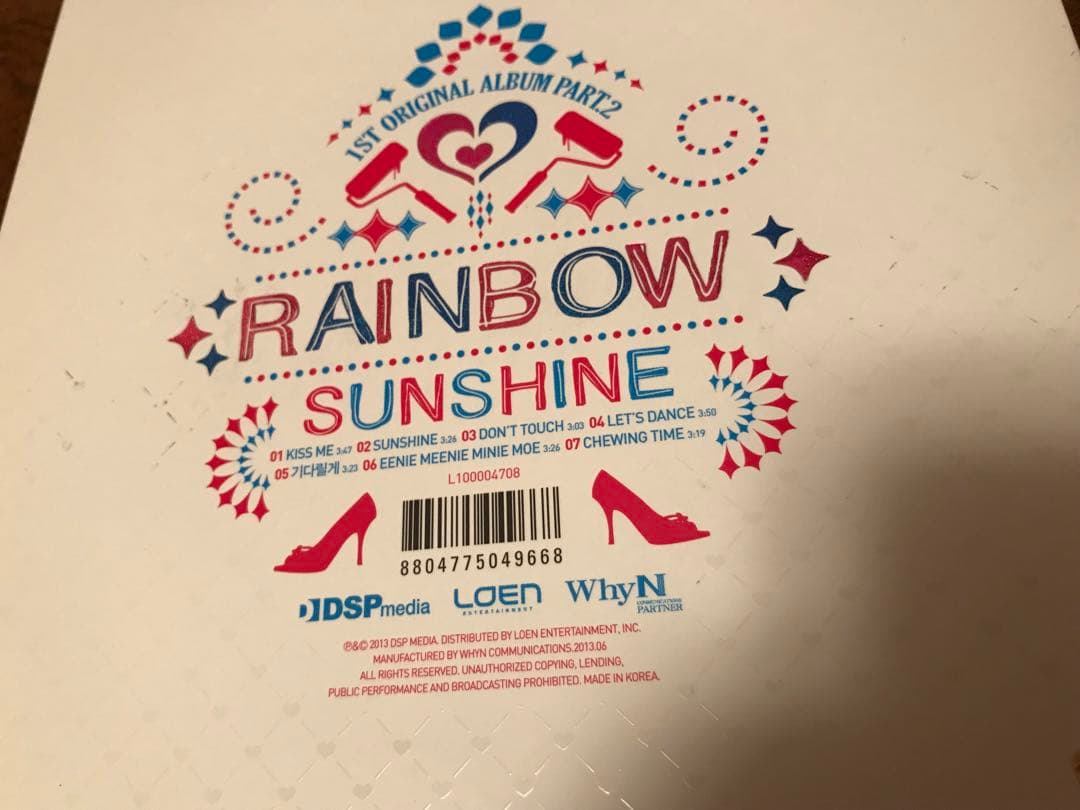 1ST ORIGINAL ALBUM PART.2
RAINBOW
SUNSHINE
01 KISS ME 3:47 02 SUNSHINE 3:26 03 DON'T TOUCH 3:03 04 LET'S DANCE 3:50
05 기다릴게 3:23 06 EENIE MEENIE MINIE MOE 3:26 07 CHEWING TIME 3:19
L100004708
8804775049668
DSPmedia LOEN ENTERTAINMENT WhyN COMMUNICATIONS PARTNER
℗&© 2013 DSP MEDIA. DISTRIBUTED BY LOEN ENTERTAINMENT, INC.
MANUFACTURED BY WHYN COMMUNICATIONS.2013.06
ALL RIGHTS RESERVED. UNAUTHORIZED COPYING, LENDING,
PUBLIC PERFORMANCE AND BROADCASTING PROHIBITED. MADE IN KOREA.